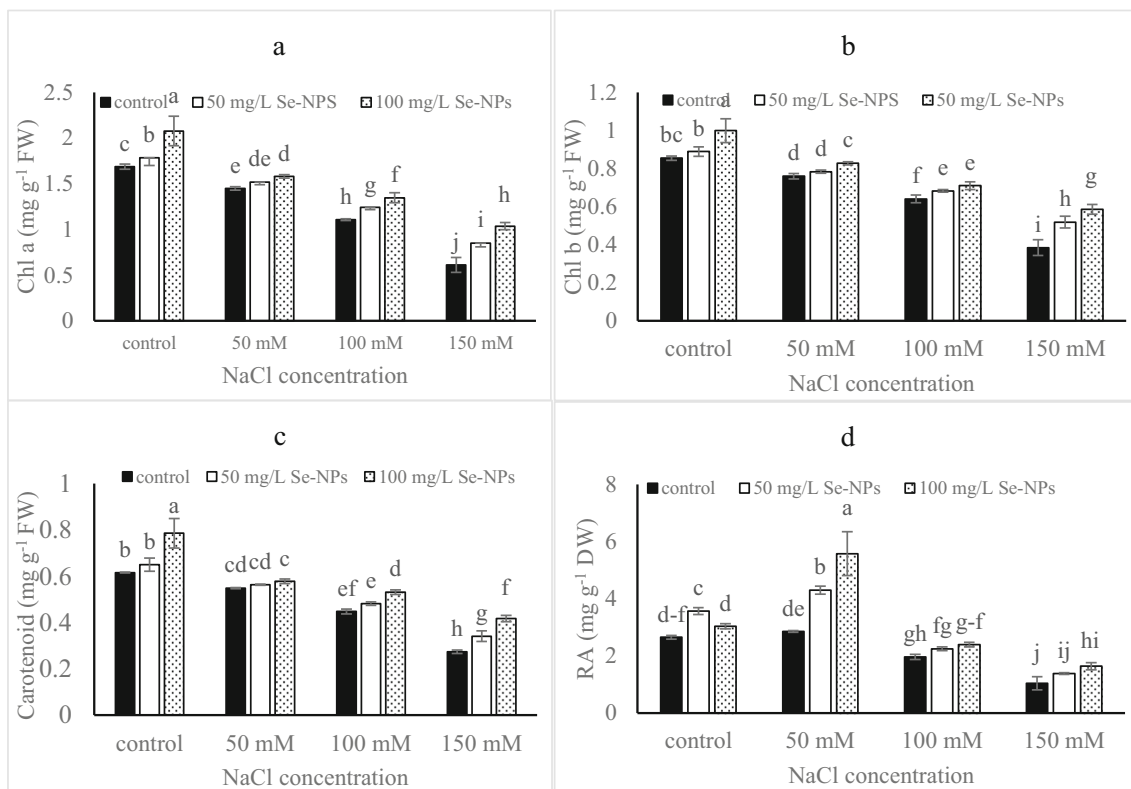 a
control 50 mg/L Se-NPS 100 mg/L Se-NPs
Chl a (mg g-1 FW)
2.5
2
1.5
1
0.5
0
c b a
e de d
h g f
j i h
control 50 mM 100 mM 150 mM
NaCl concentration
b
control 50 mg/L Se-NPS 50 mg/L Se-NPs
Chl b (mg g-1 FW)
1.2
1
0.8
0.6
0.4
0.2
0
bc b a
d d c
f e e
i h g
control 50 mM 100 mM 150 mM
NaCl concentration
c
control 50 mg/L Se-NPs 100 mg/L Se-NPs
Carotenoid (mg g-1 FW)
1
0.8
0.6
0.4
0.2
0
b b a
cd cd c
ef e d
h g f
control 50 mM 100 mM 150 mM
NaCl concentration
d
control 50 mg/L Se-NPs 100 mg/L Se-NPs
RA (mg g-1 DW)
8
6
4
2
0
d-f c d
de b a
gh fg g-f
j ij hi
control 50 mM 100 mM 150 mM
NaCl concentration